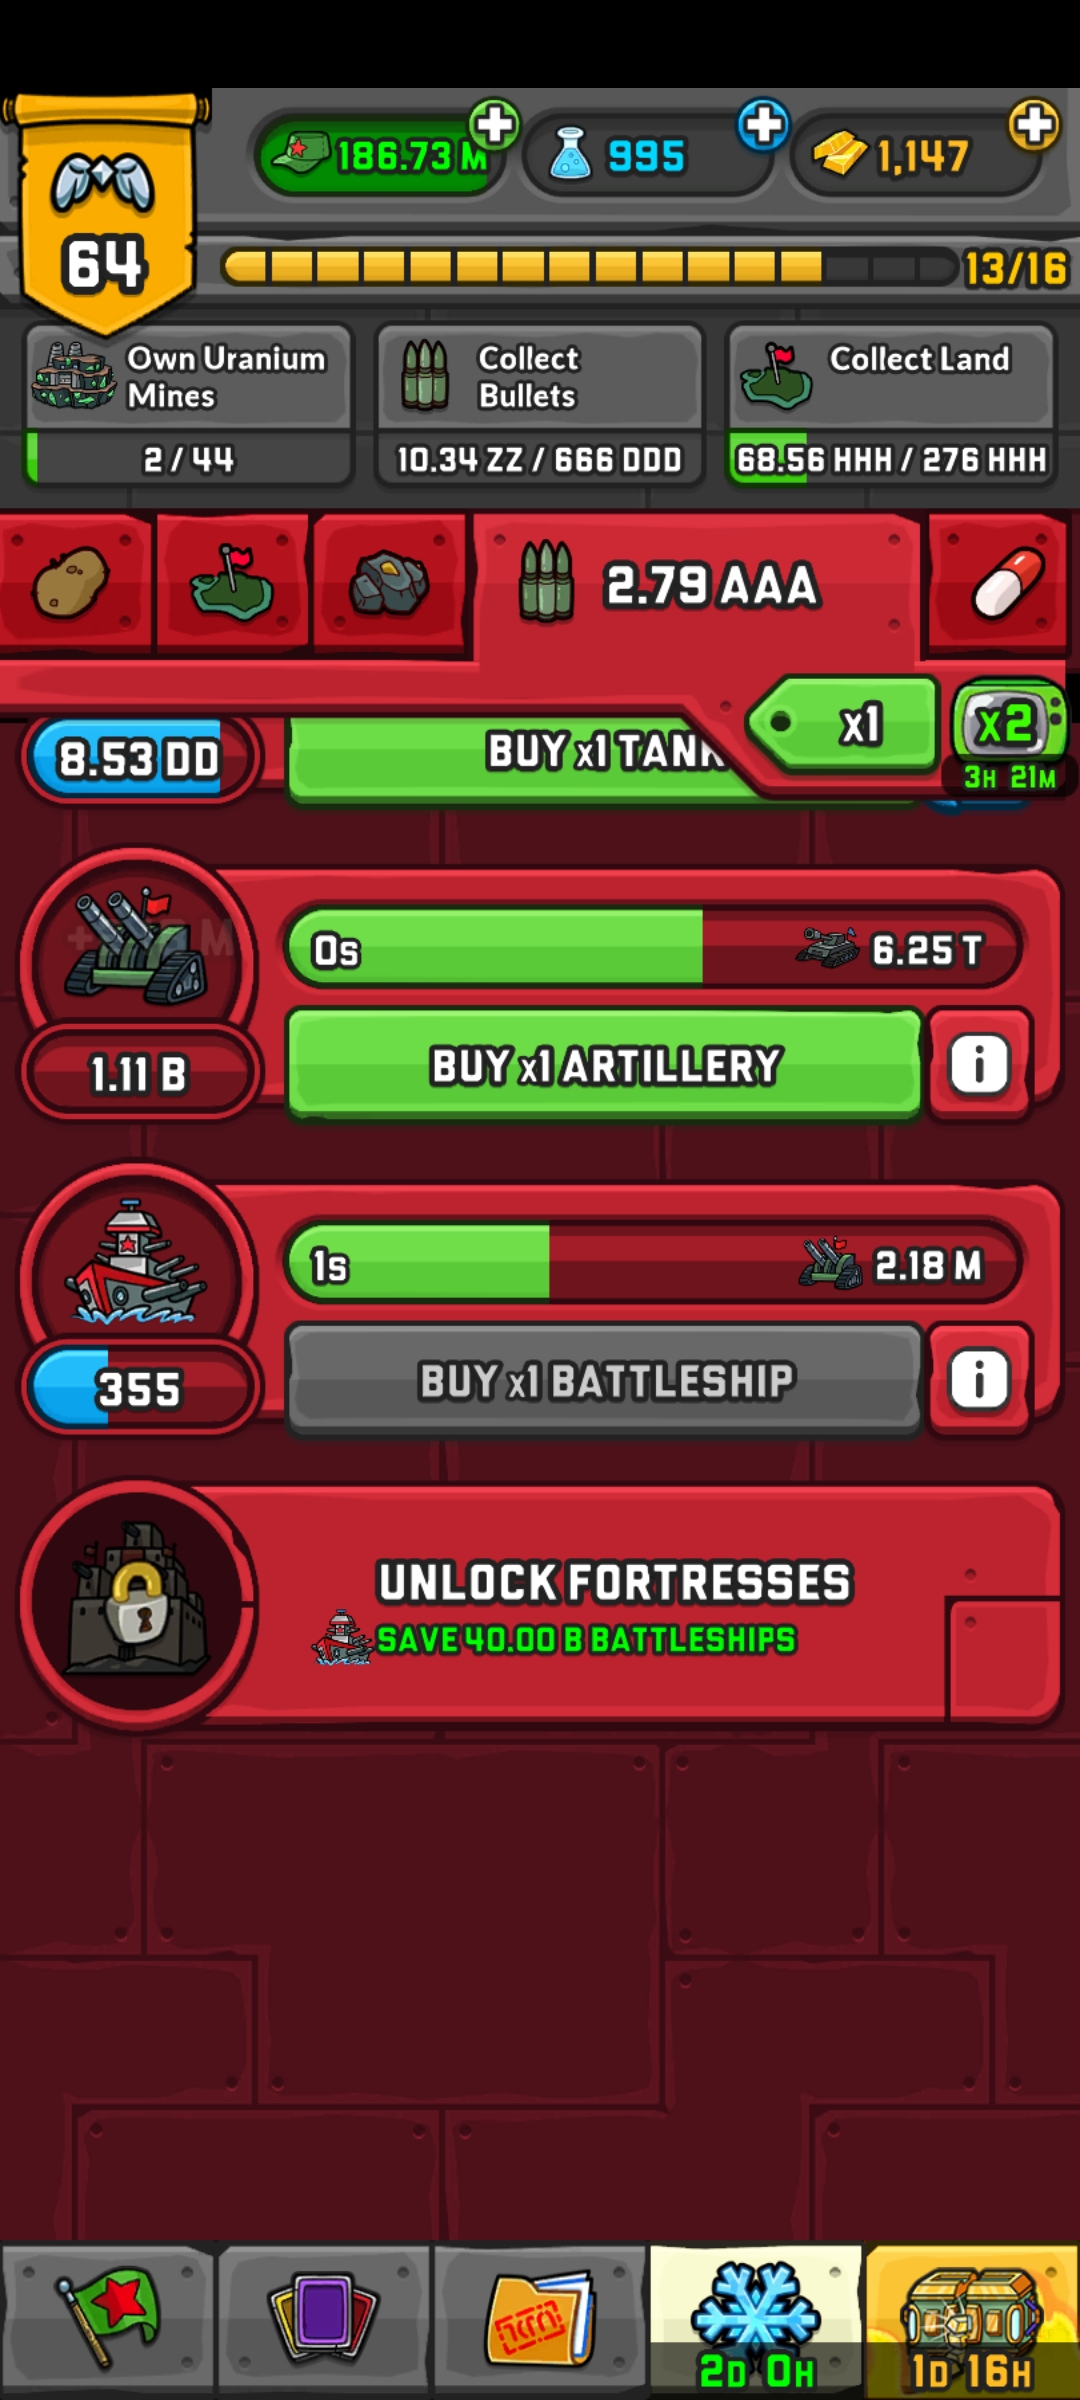 186.73 M
995
1,147
64
13/16
Own Uranium
Mines
Collect
Bullets
Collect Land
2 / 44
10.34 ZZ / 666 DDD
68.56 HHH / 276 HHH
2.79 AAA
x1
x2
3H 21M
8.53 DD
BUY x1 TANK
0s
6.25 T
1.11 B
BUY x1 ARTILLERY
i
1s
2.18 M
355
BUY x1 BATTLESHIP
i
UNLOCK FORTRESSES
SAVE 40.00 B BATTLESHIPS
2D 0H
1D 16H